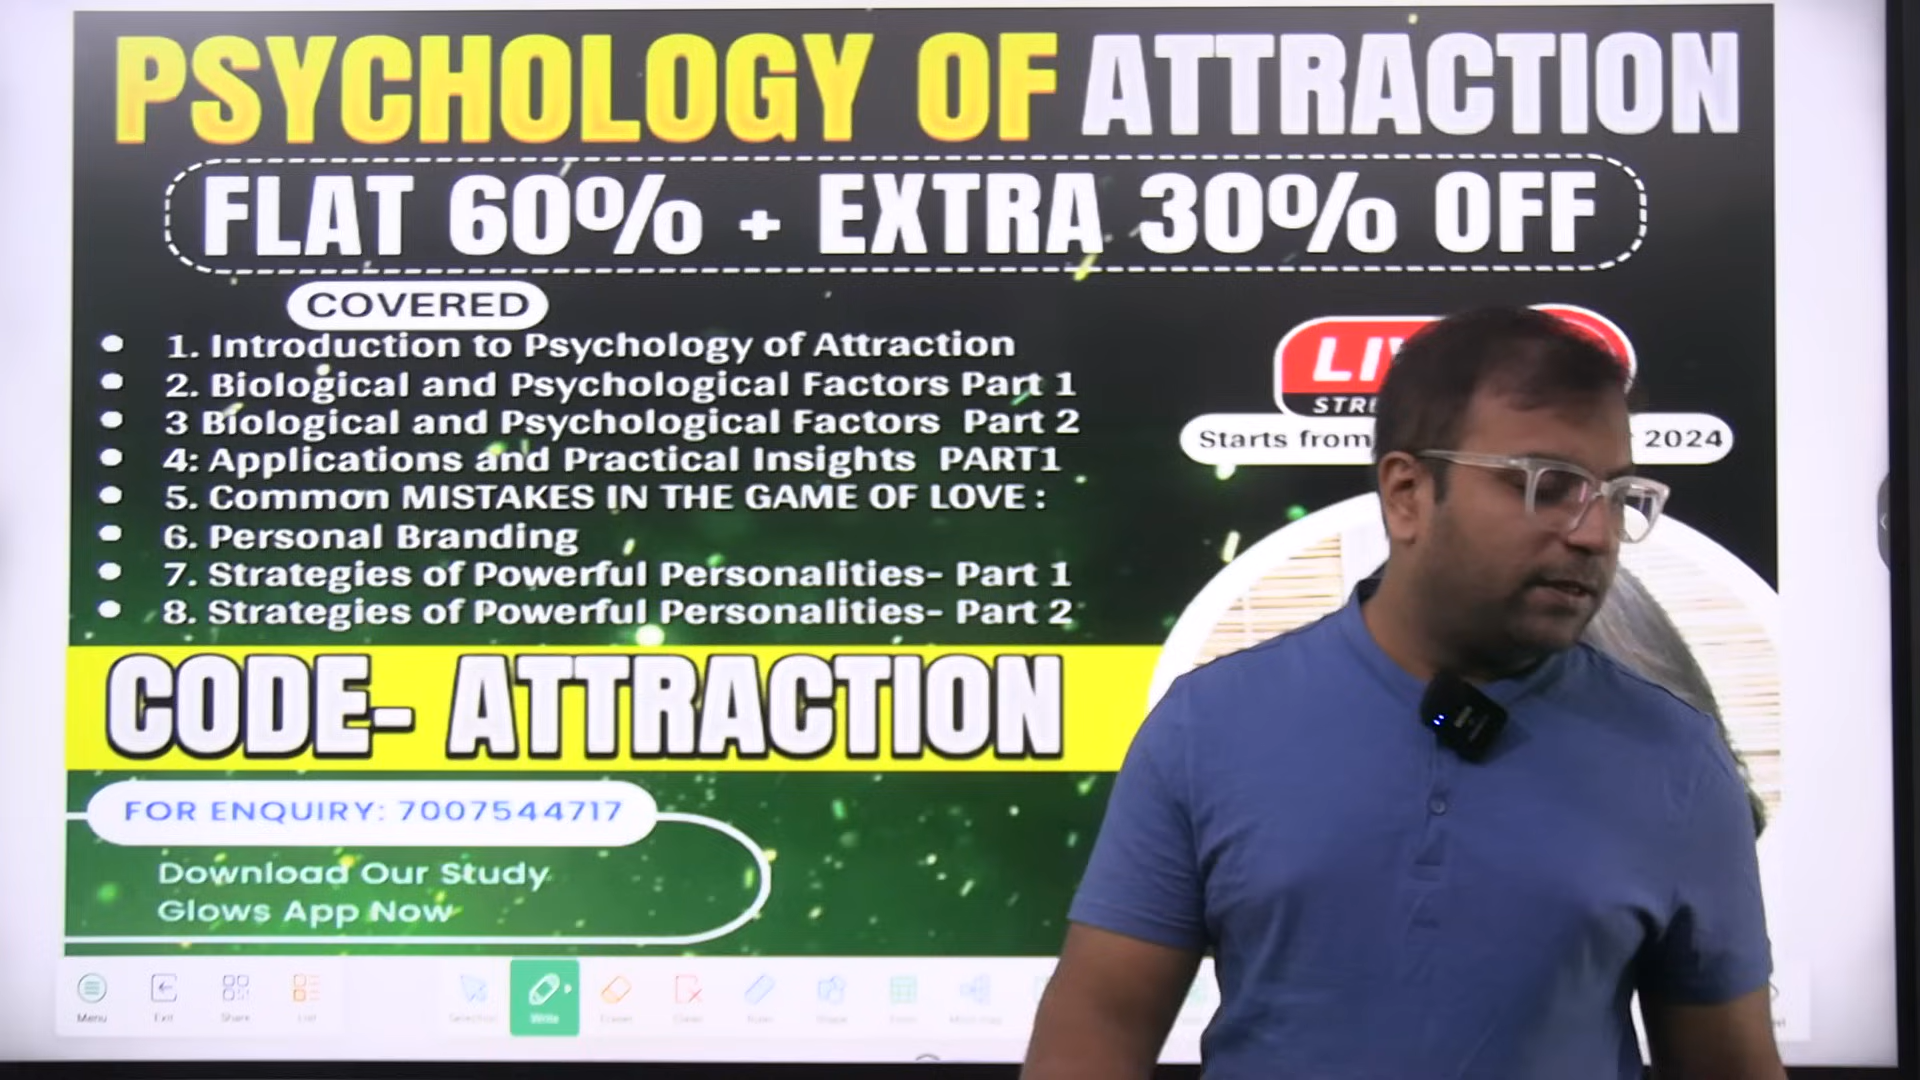 PSYCHOLOGY OF ATTRACTION
FLAT 60% + EXTRA 30% OFF
COVERED
1. Introduction to Psychology of Attraction
2. Biological and Psychological Factors Part 1
3 Biological and Psychological Factors Part 2
4: Applications and Practical Insights PART1
5. Common MISTAKES IN THE GAME OF LOVE :
6. Personal Branding
7. Strategies of Powerful Personalities- Part 1
8. Strategies of Powerful Personalities- Part 2
Starts from 2024
CODE- ATTRACTION
FOR ENQUIRY: 7007544717
Download Our Study
Glows App Now
Menu Exit Share List Write